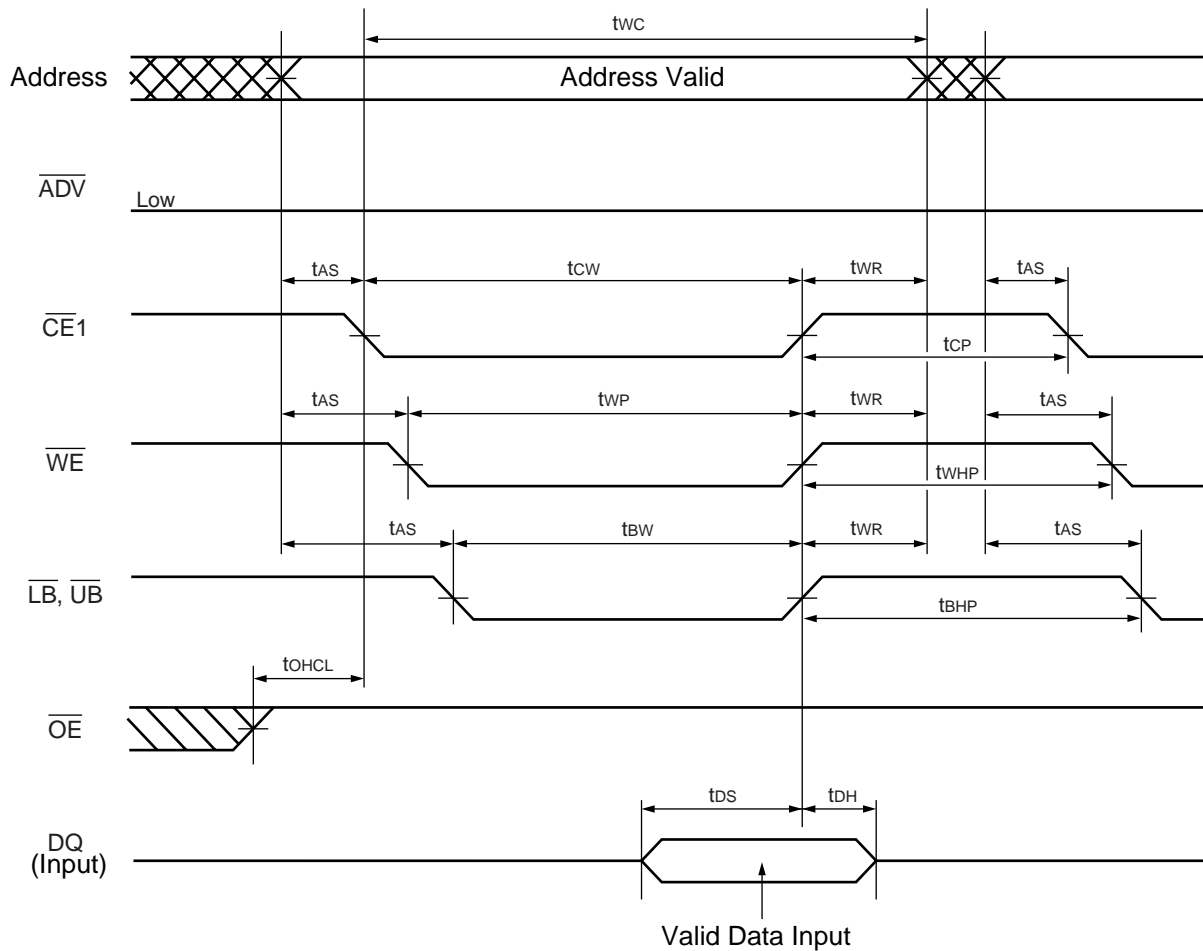 tWC
Address
Address Valid
ADV
Low
tAS
tCW
tWR
tAS
CE1
tCP
tAS
tWP
tWR
tAS
WE
tWHP
tAS
tBW
tWR
tAS
LB, UB
tBHP
tOHCL
OE
tDS
tDH
DQ
(Input)
Valid Data Input